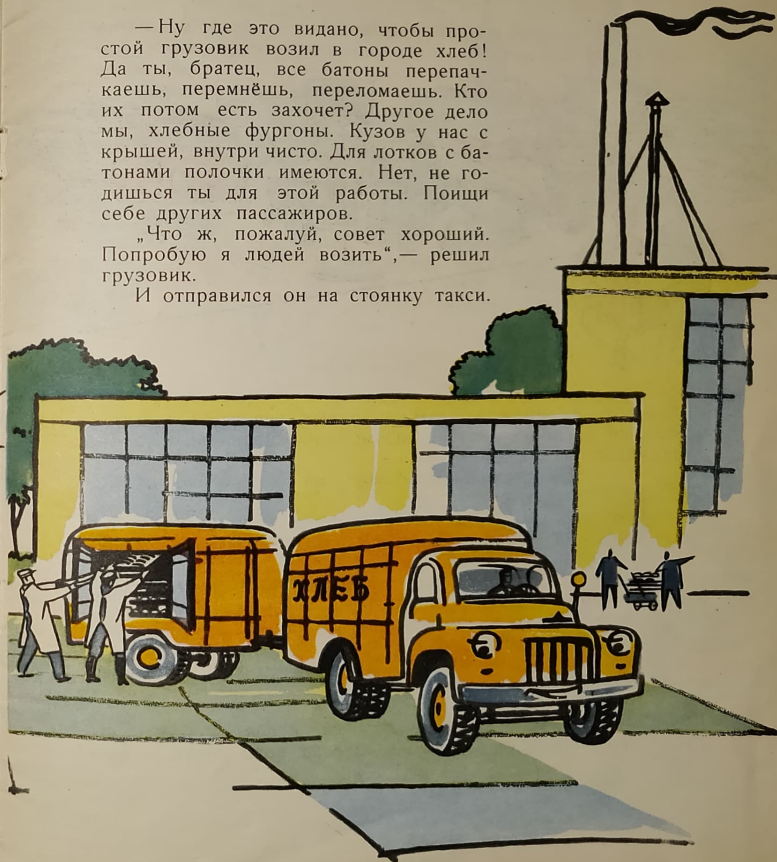 — Ну где это видано, чтобы про-
стой грузовик возил в городе хлеб!
Да ты, братец, все батоны перепач-
каешь, перемнёшь, переломаешь. Кто
их потом есть захочет? Другое дело
мы, хлебные фургоны. Кузов у нас с
крышей, внутри чисто. Для лотков с ба-
тонами полочки имеются. Нет, не го-
дишься ты для этой работы. Поищи
себе других пассажиров.
„Что ж, пожалуй, совет хороший.
Попробую я людей возить“,— решил
грузовик.
И отправился он на стоянку такси.
ХЛЕБ